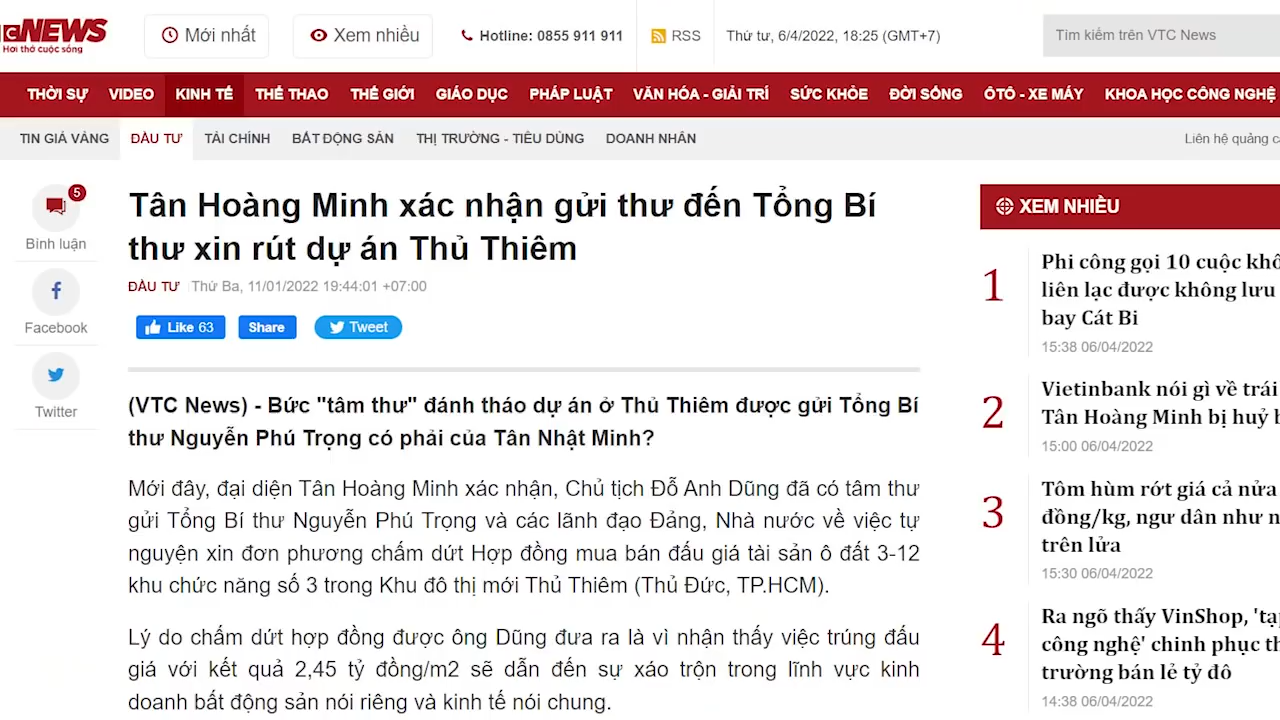 NEWS
Hơi thở cuộc sống
Mới nhất
Xem nhiều
Hotline: 0855 911 911
RSS
Thứ tư, 6/4/2022, 18:25 (GMT+7)
Tìm kiếm trên VTC News
THỜI SỰ VIDEO KINH TẾ THỂ THAO THẾ GIỚI GIÁO DỤC PHÁP LUẬT VĂN HÓA - GIẢI TRÍ SỨC KHỎE ĐỜI SỐNG ÔTÔ - XE MÁY KHOA HỌC CÔNG NGHỆ
TIN GIÁ VÀNG ĐẦU TƯ TÀI CHÍNH BẤT ĐỘNG SẢN THỊ TRƯỜNG - TIÊU DÙNG DOANH NHÂN
Liên hệ quảng
5
Bình luận
Facebook
Twitter
Tân Hoàng Minh xác nhận gửi thư đến Tổng Bí
thư xin rút dự án Thủ Thiêm
ĐẦU TƯ Thứ Ba, 11/01/2022 19:44:01 +07:00
Like 63 Share Tweet
(VTC News) - Bức "tâm thư" đánh tháo dự án ở Thủ Thiêm được gửi Tổng Bí
thư Nguyễn Phú Trọng có phải của Tân Nhật Minh?
Mới đây, đại diện Tân Hoàng Minh xác nhận, Chủ tịch Đỗ Anh Dũng đã có tâm thư
gửi Tổng Bí thư Nguyễn Phú Trọng và các lãnh đạo Đảng, Nhà nước về việc tự
nguyện xin đơn phương chấm dứt Hợp đồng mua bán đấu giá tài sản ô đất 3-12
khu chức năng số 3 trong Khu đô thị mới Thủ Thiêm (Thủ Đức, TP.HCM).
Lý do chấm dứt hợp đồng được ông Dũng đưa ra là vì nhận thấy việc trúng đấu
giá với kết quả 2,45 tỷ đồng/m2 sẽ dẫn đến sự xáo trộn trong lĩnh vực kinh
doanh bất động sản nói riêng và kinh tế nói chung.
XEM NHIỀU
1
Phi công gọi 10 cuộc
liên lạc được không lưu
bay Cát Bi
15:38 06/04/2022
2
Vietinbank nói gì về trái
Tân Hoàng Minh bị huỷ
15:00 06/04/2022
3
Tôm hùm rớt giá cả nửa
đồng/kg, ngư dân như
trên lửa
15:30 06/04/2022
4
Ra ngõ thấy VinShop,
công nghệ' chinh phục
trường bán lẻ tỷ đô
14:38 06/04/2022